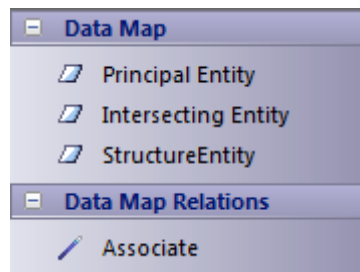 Data Map
Principal Entity
Intersecting Entity
StructureEntity
Data Map Relations
Associate